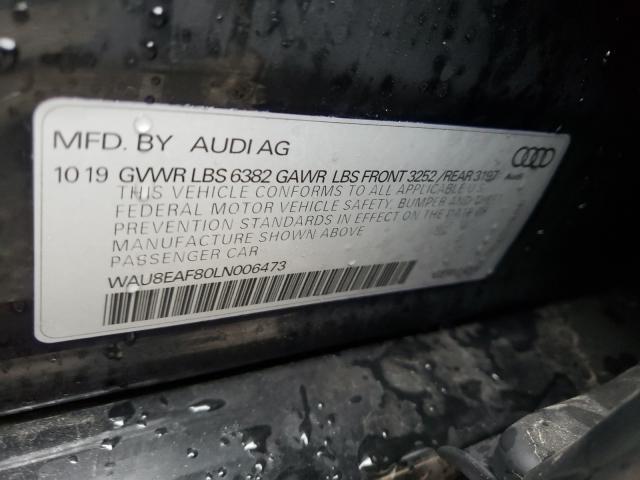 MFD. BY AUDI AG
10 19 GVWR LBS 6382 GAWR LBS FRONT 3252 /REAR 3197
Audi
THIS VEHICLE CONFORMS TO ALL APPLICABLE U.S.
FEDERAL MOTOR VEHICLE SAFETY, BUMPER AND THEFT
PREVENTION STANDARDS IN EFFECT ON THE DATE OF
MANUFACTURE SHOWN ABOVE
PASSENGER CAR
WAU8EAF80LN006473